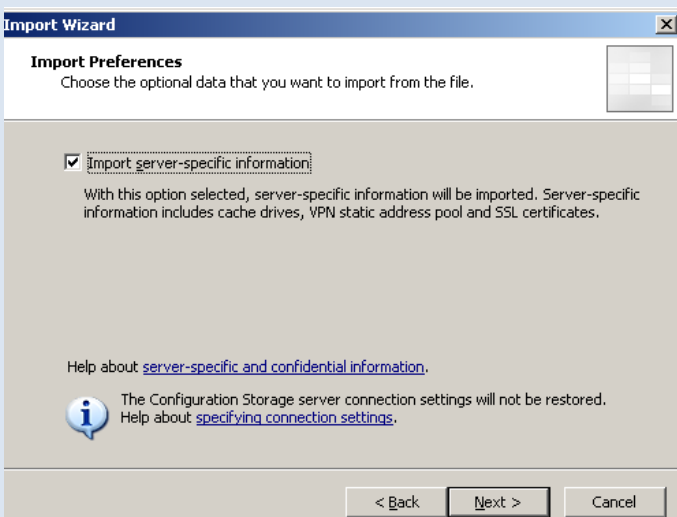 Import Wizard
Import Preferences
Choose the optional data that you want to import from the file.
Import server-specific information
With this option selected, server-specific information will be imported. Server-specific
information includes cache drives, VPN static address pool and SSL certificates.
Help about server-specific and confidential information.
The Configuration Storage server connection settings will not be restored.
Help about specifying connection settings.
< Back Next > Cancel